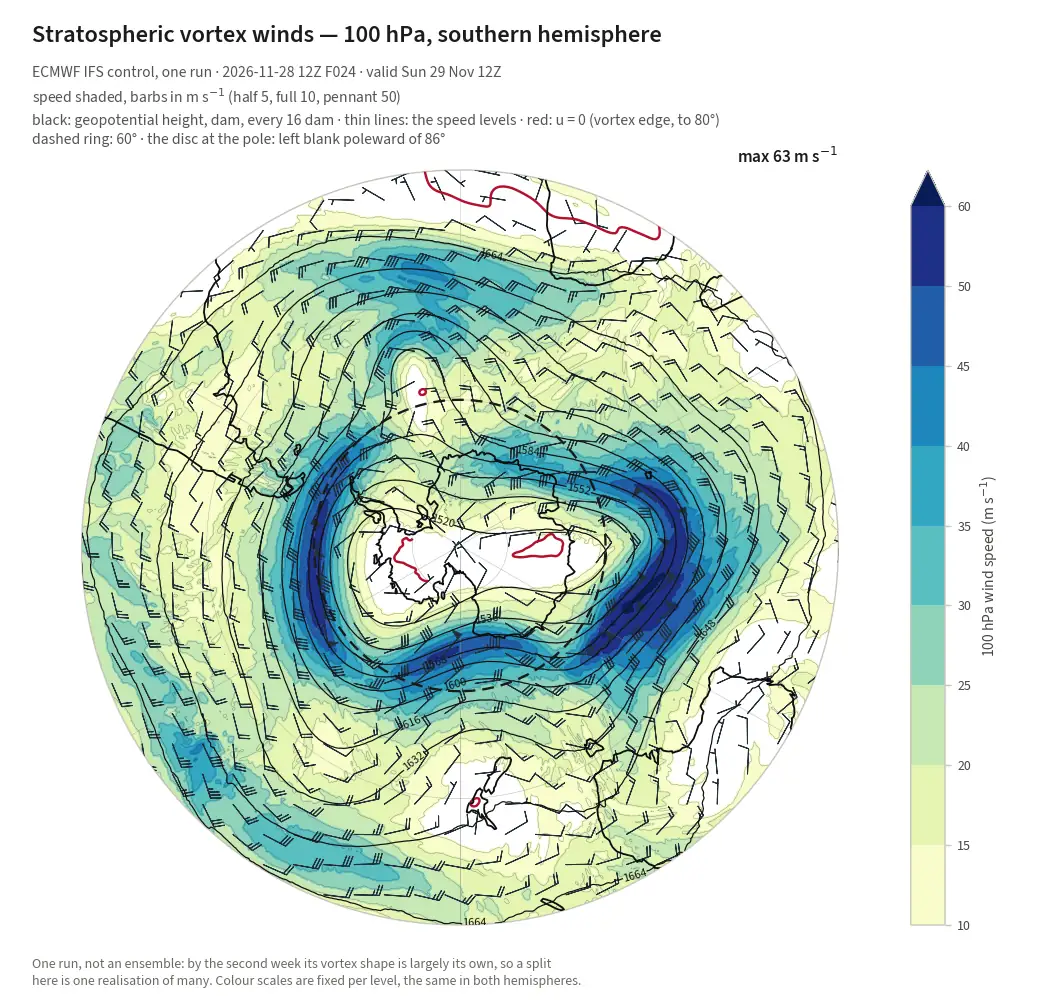 Stratospheric vortex winds — 100 hPa, southern hemisphere
ECMWF IFS control, one run · 2026-11-28 12Z F024 · valid Sun 29 Nov 12Z
speed shaded, barbs in m s⁻¹ (half 5, full 10, pennant 50)
black: geopotential height, dam, every 16 dam · thin lines: the speed levels · red: u = 0 (vortex edge, to 80°)
dashed ring: 60° · the disc at the pole: left blank poleward of 86°
max 63 m s⁻¹
60
50
45
40
35
30
25
20
15
10
100 hPa wind speed (m s⁻¹)
1664
1584
1552
1520
1648
1600
1616
1632
1664
1664
One run, not an ensemble: by the second week its vortex shape is largely its own, so a split
here is one realisation of many. Colour scales are fixed per level, the same in both hemispheres.